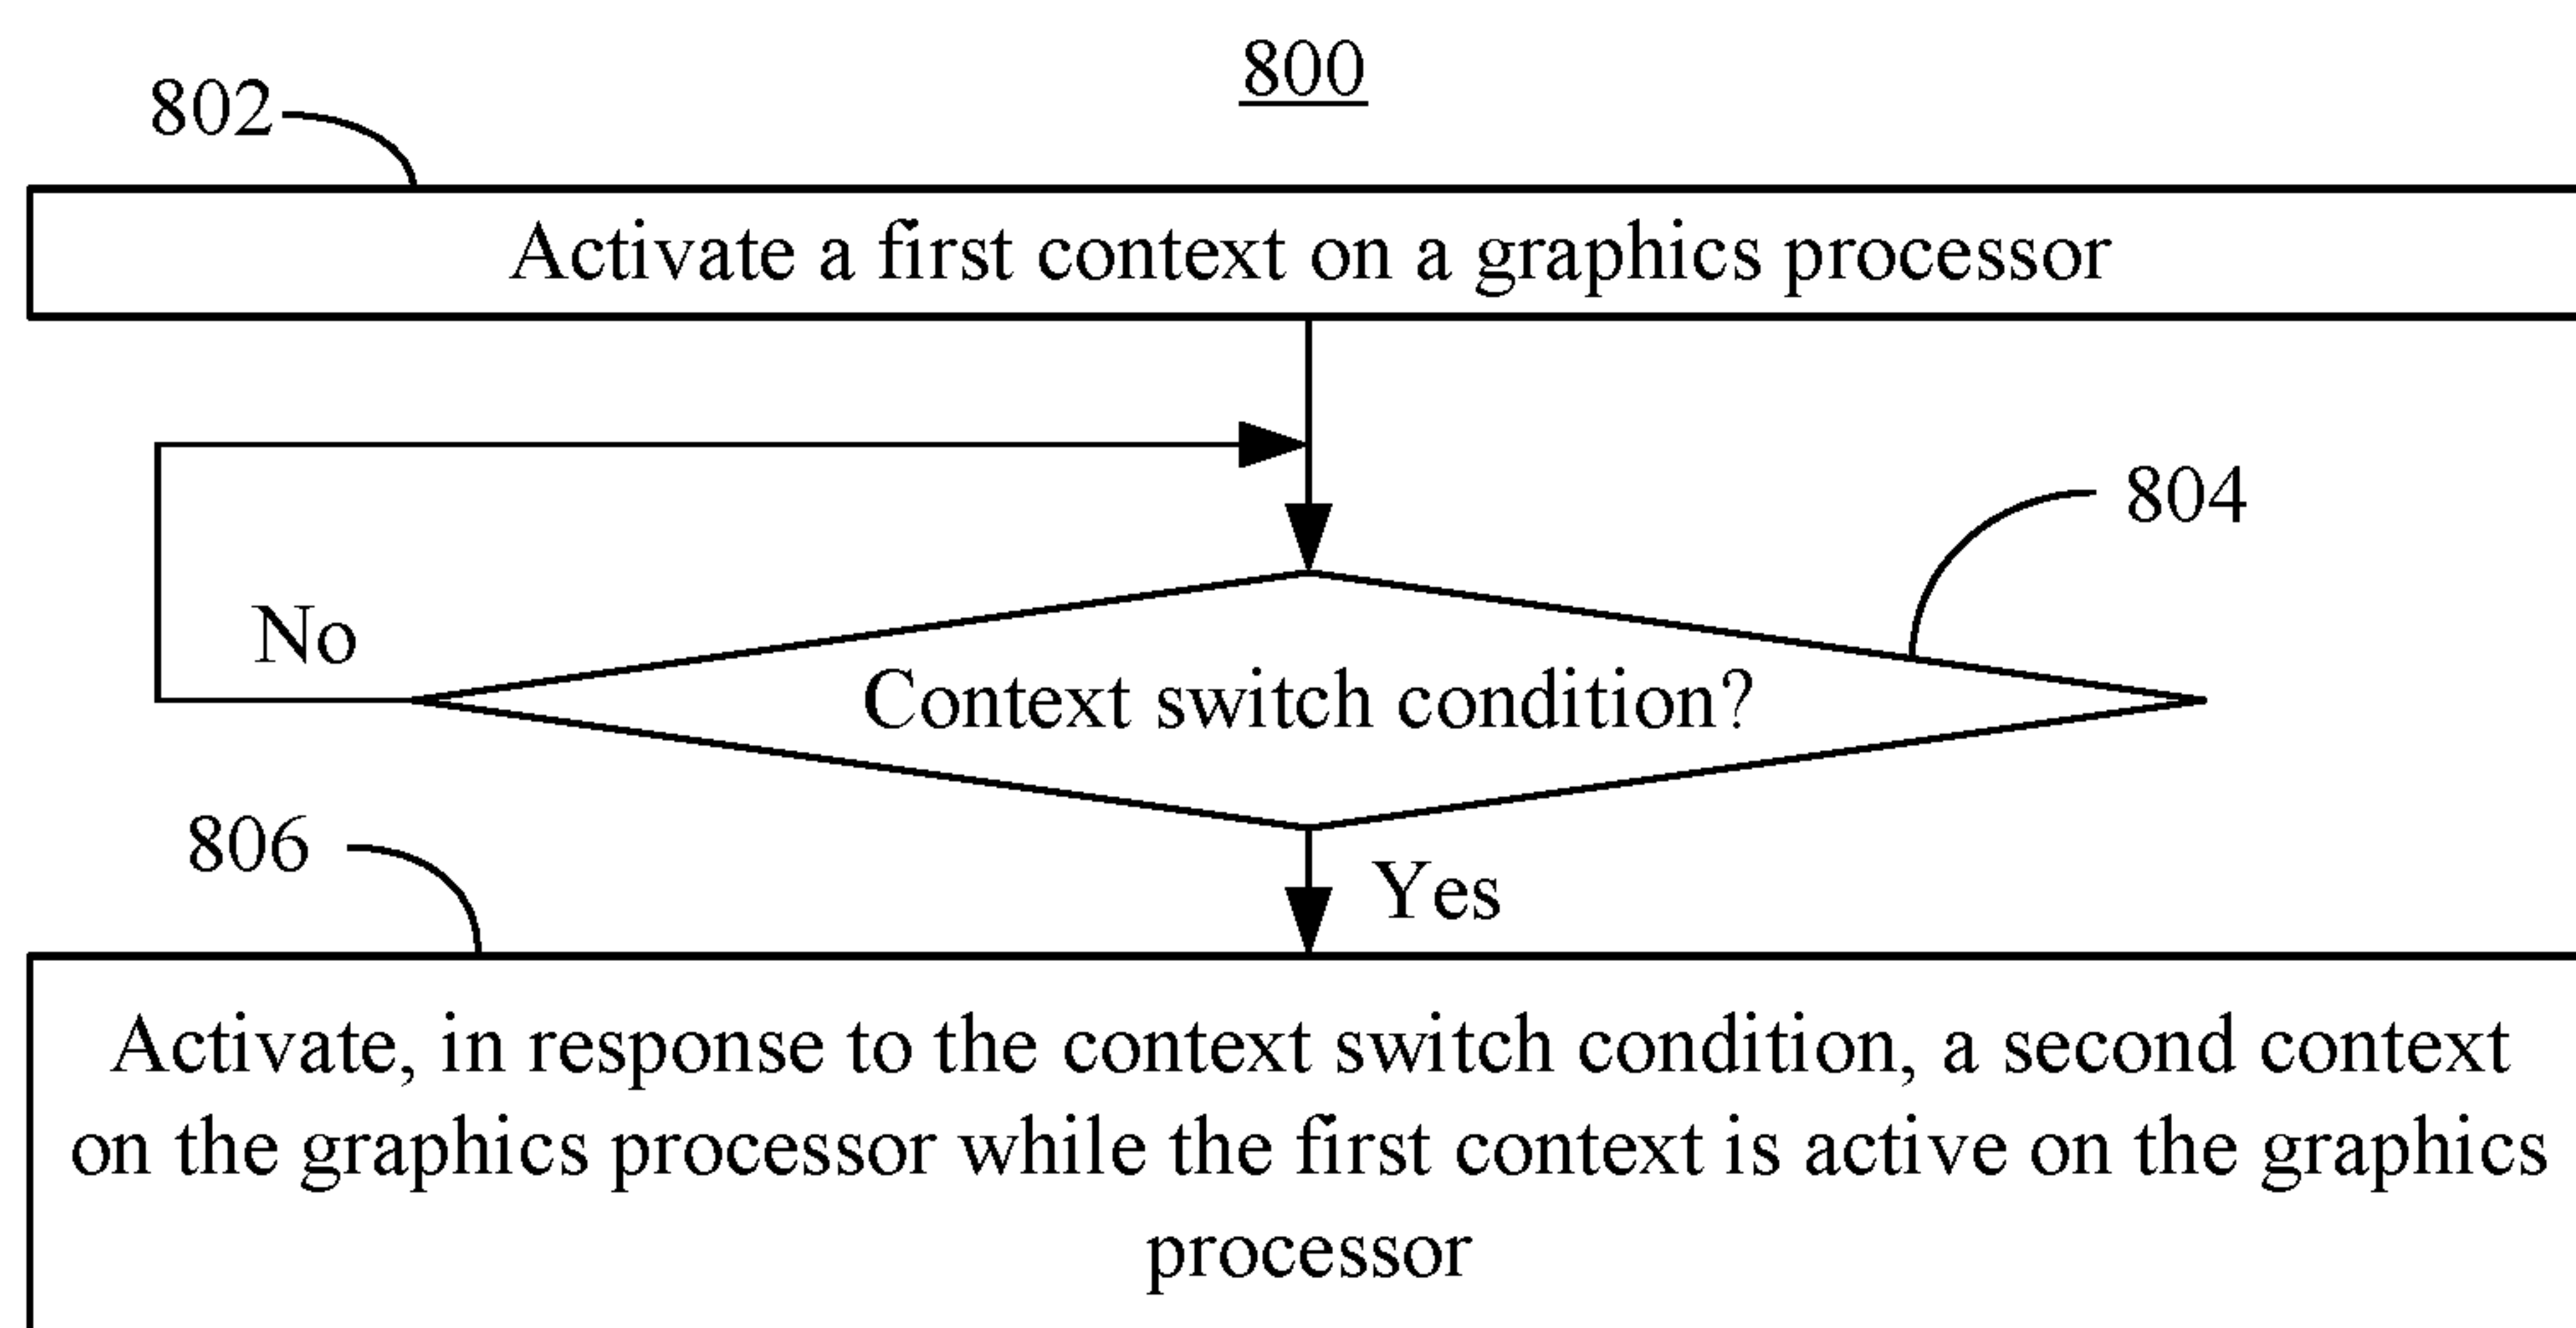 800
802
Activate a first context on a graphics processor
804
No
Context switch condition?
806
Yes
Activate, in response to the context switch condition, a second context
on the graphics processor while the first context is active on the graphics
processor